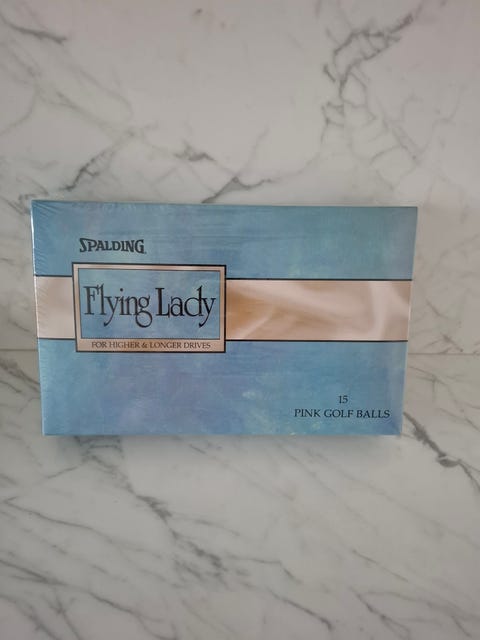 SPALDING
Flying Lady
FOR HIGHER & LONGER DRIVES
15
PINK GOLF BALLS